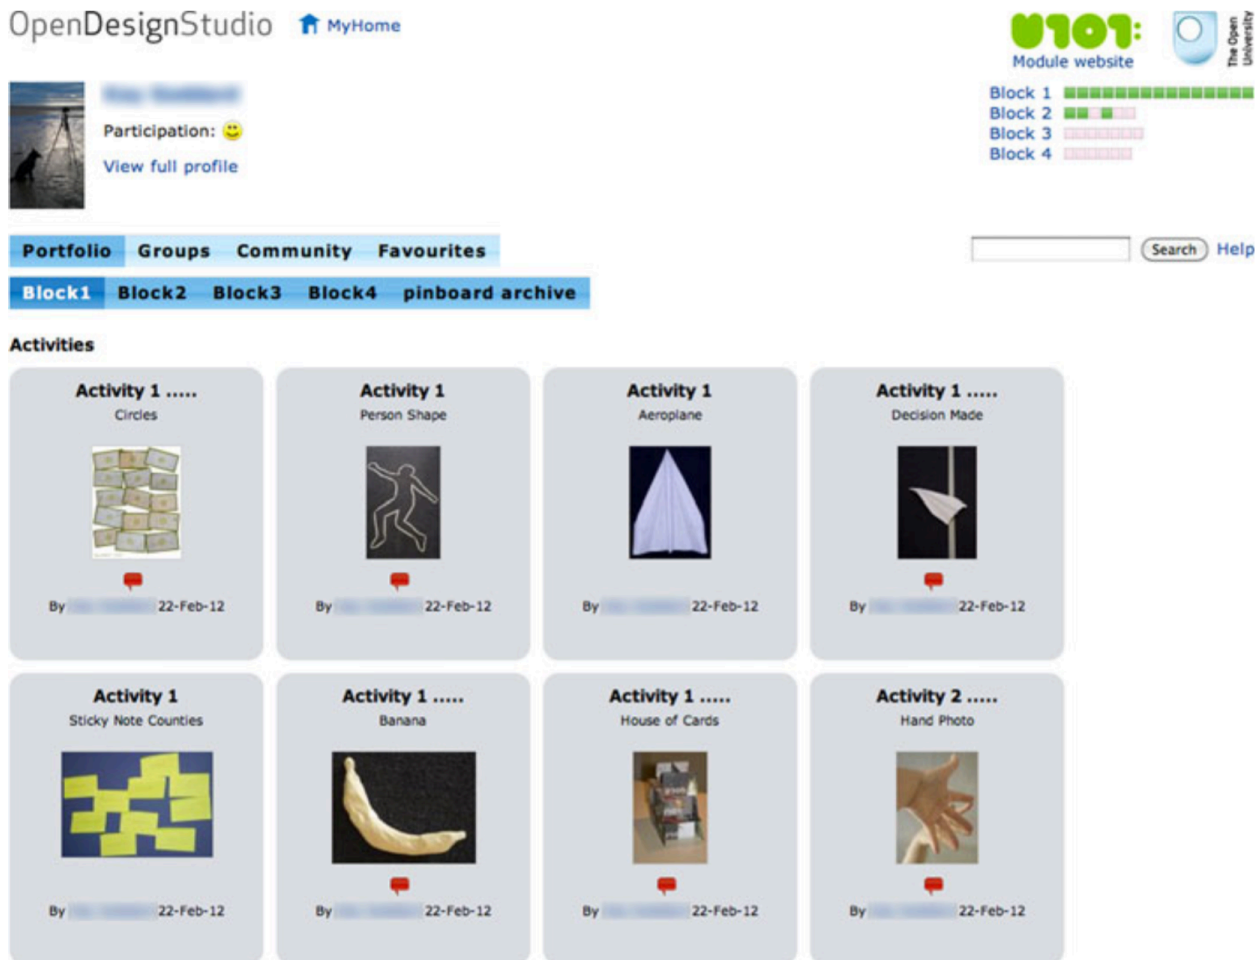 OpenDesignStudio MyHome
U101:
Module website
The Open University
Participation:
View full profile
Block 1
Block 2
Block 3
Block 4
Portfolio Groups Community Favourites
Search Help
Block1 Block2 Block3 Block4 pinboard archive
Activities
Activity 1 ..... Activity 1 Activity 1 Activity 1 .....
Circles Person Shape Aeroplane Decision Made
By 22-Feb-12 By 22-Feb-12 By 22-Feb-12 By 22-Feb-12
Activity 1 Activity 1 ..... Activity 1 ..... Activity 2 .....
Sticky Note Counties Banana House of Cards Hand Photo
By 22-Feb-12 By 22-Feb-12 By 22-Feb-12 By 22-Feb-12